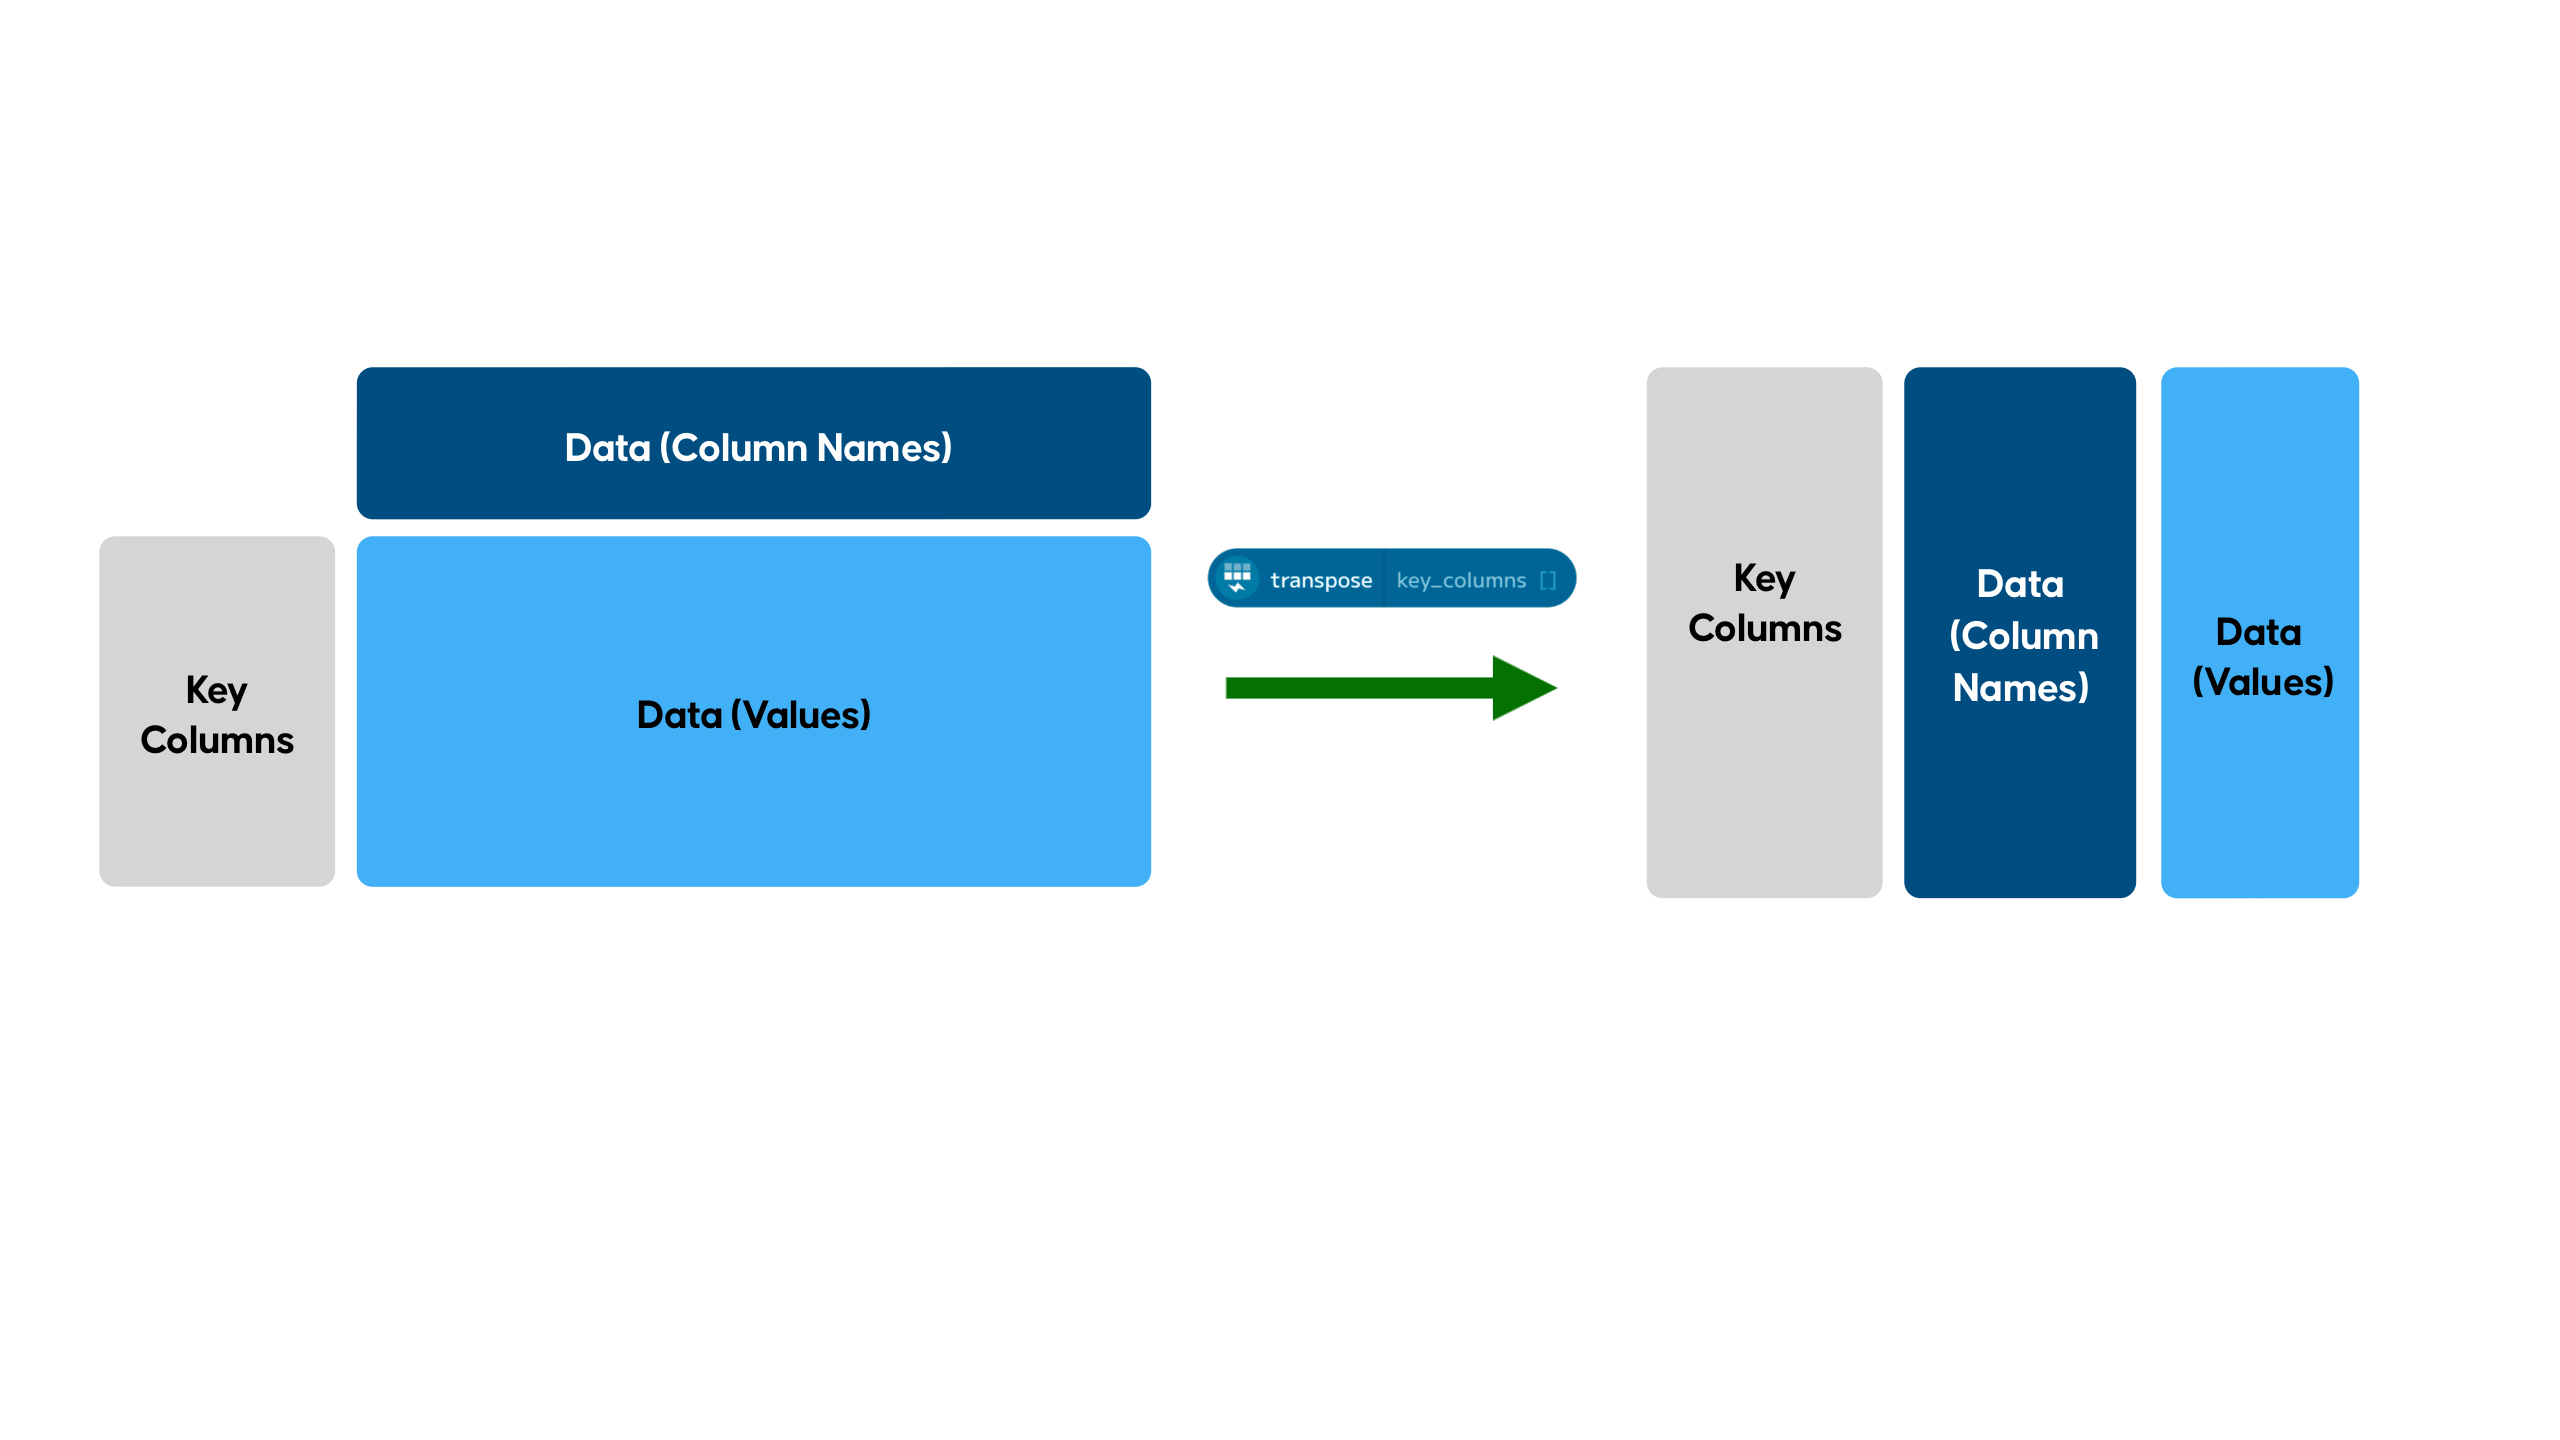 Data (Column Names)
Key
Columns
Data (Values)
transpose key_columns []
Key
Columns
Data
(Column
Names)
Data
(Values)